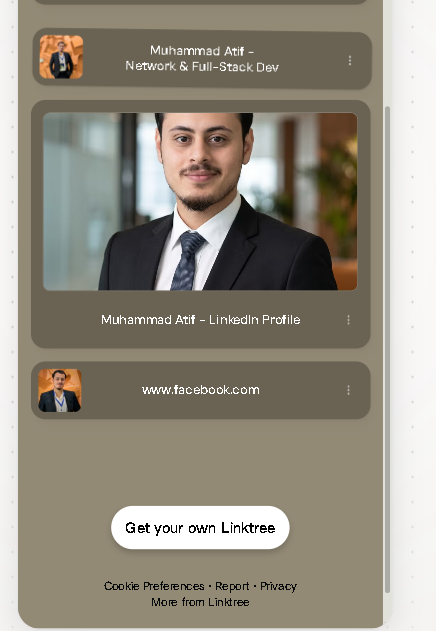 Muhammad Atif –
Network & Full-Stack Dev
Muhammad Atif – LinkedIn Profile
www.facebook.com
Get your own Linktree
Cookie Preferences • Report • Privacy
More from Linktree